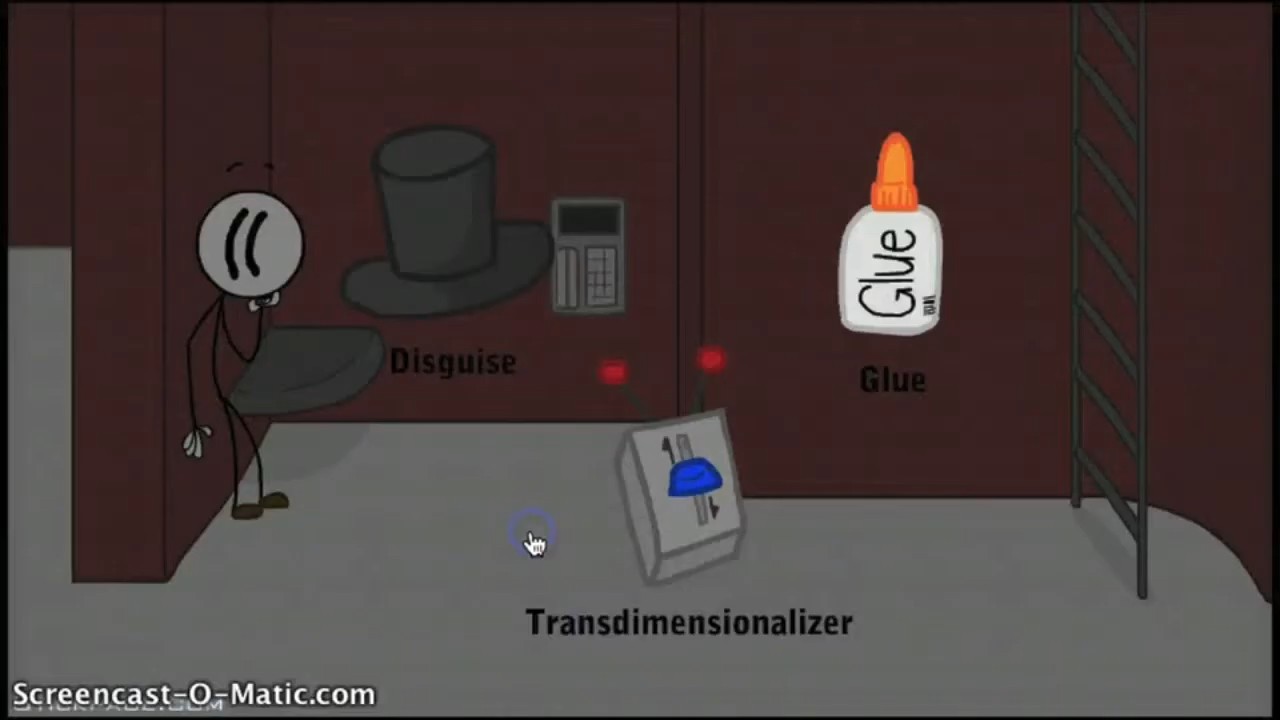 Glue
Disguise
Glue
Transdimensionalizer
Screencast-O-Matic.com